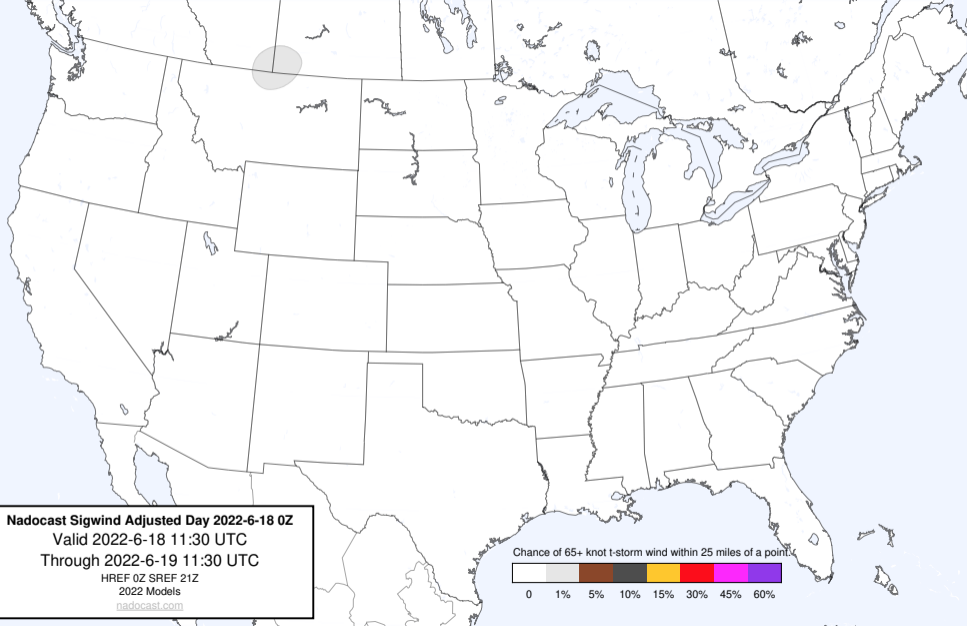 Nadocast Sigwind Adjusted Day 2022-6-18 0Z
Valid 2022-6-18 11:30 UTC
Through 2022-6-19 11:30 UTC
HREF 0Z SREF 21Z
2022 Models
nadocast.com
Chance of 65+ knot t-storm wind within 25 miles of a point.
0 1% 5% 10% 15% 30% 45% 60%